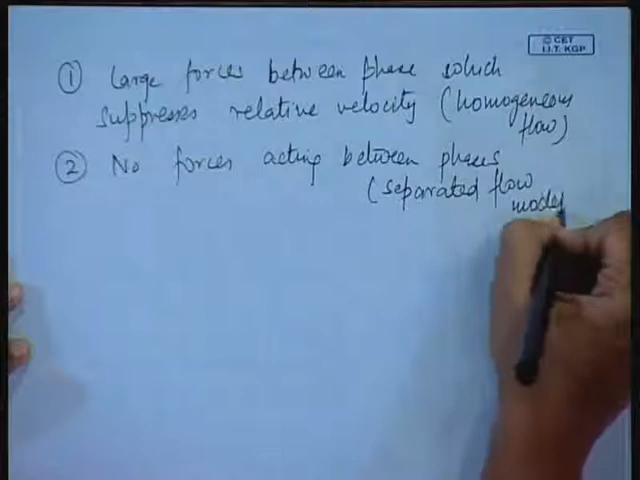 © CET
I.I.T. KGP
① Large forces between phase which
suppresses relative velocity (homogeneous
flow)
② No forces acting between phases
(separated flow
model